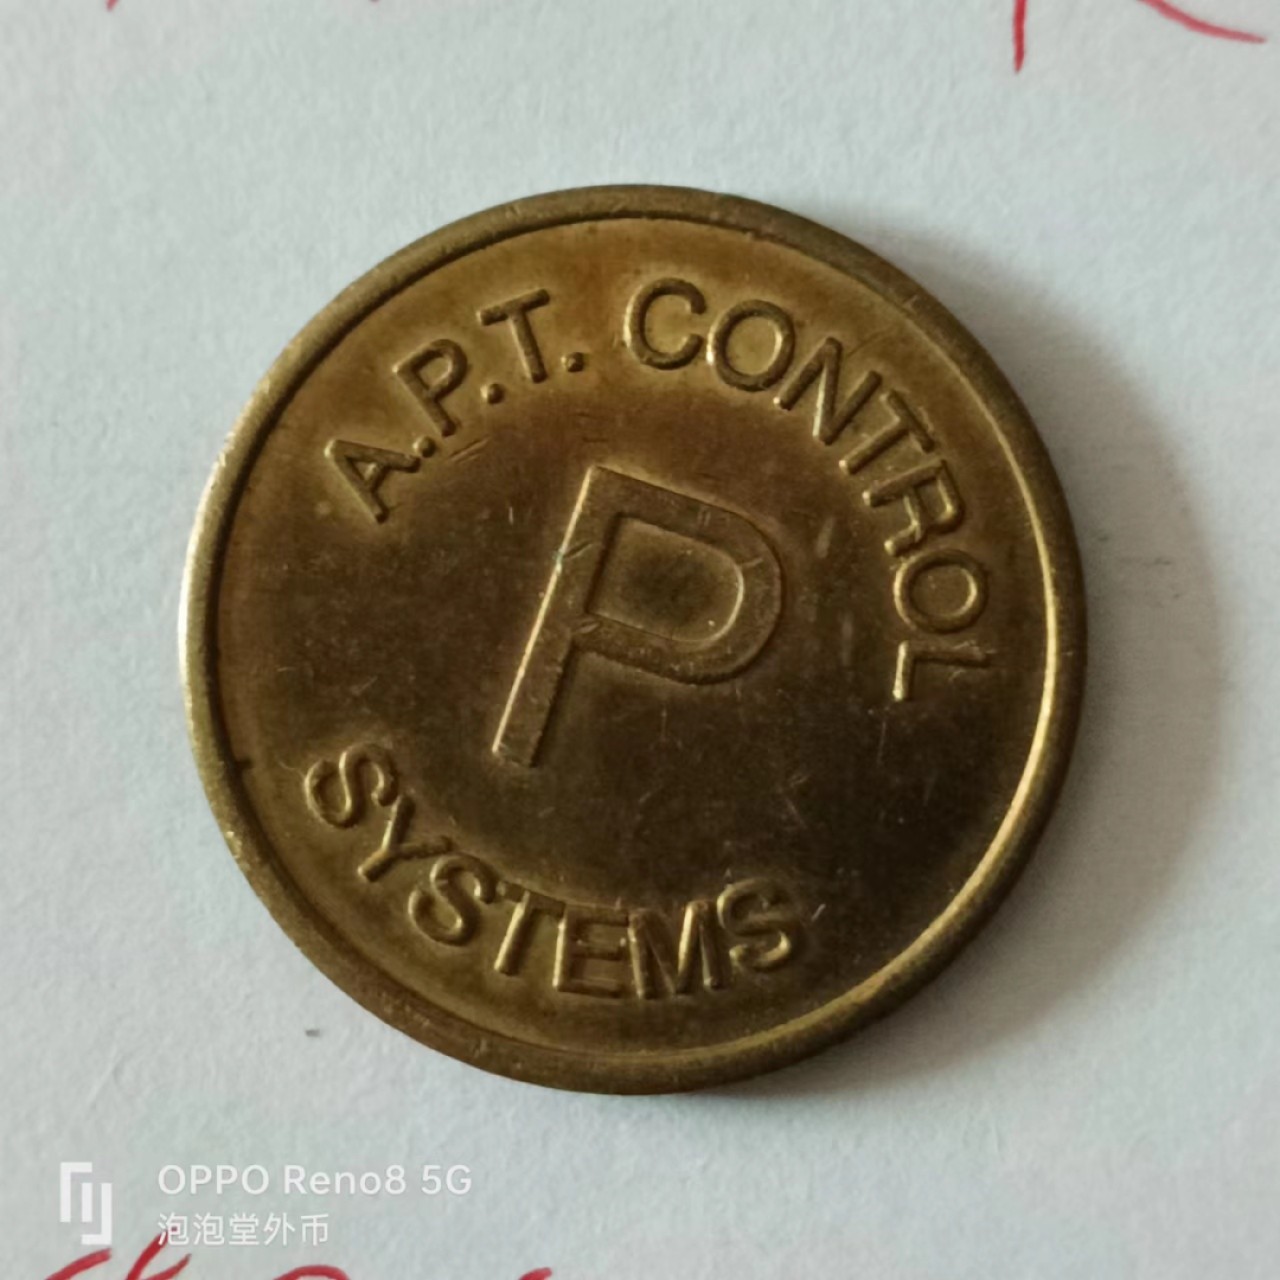 A.P.T. CONTROL
P
SYSTEMS
OPPO Reno8 5G
泡泡堂外币